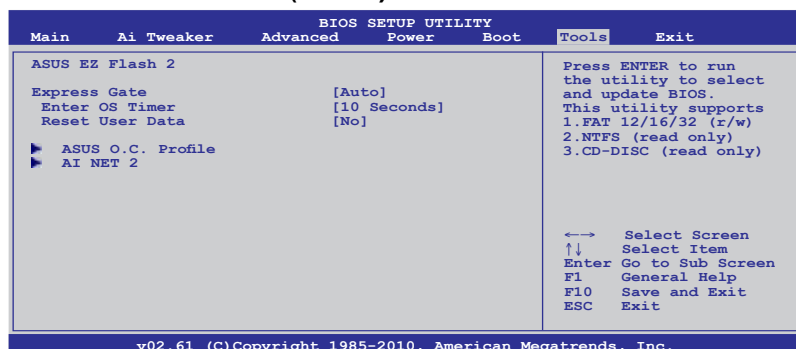 BIOS SETUP UTILITY
Main Ai Tweaker Advanced Power Boot Tools Exit
ASUS EZ Flash 2
Express Gate [Auto]
Enter OS Timer [10 Seconds]
Reset User Data [No]
ASUS O.C. Profile
AI NET 2
Press ENTER to run
the utility to select
and update BIOS.
This utility supports
1.FAT 12/16/32 (r/w)
2.NTFS (read only)
3.CD-DISC (read only)
←→ Select Screen
↑↓ Select Item
Enter Go to Sub Screen
F1 General Help
F10 Save and Exit
ESC Exit
v02.61 (C)Copyright 1985-2010, American Megatrends, Inc.